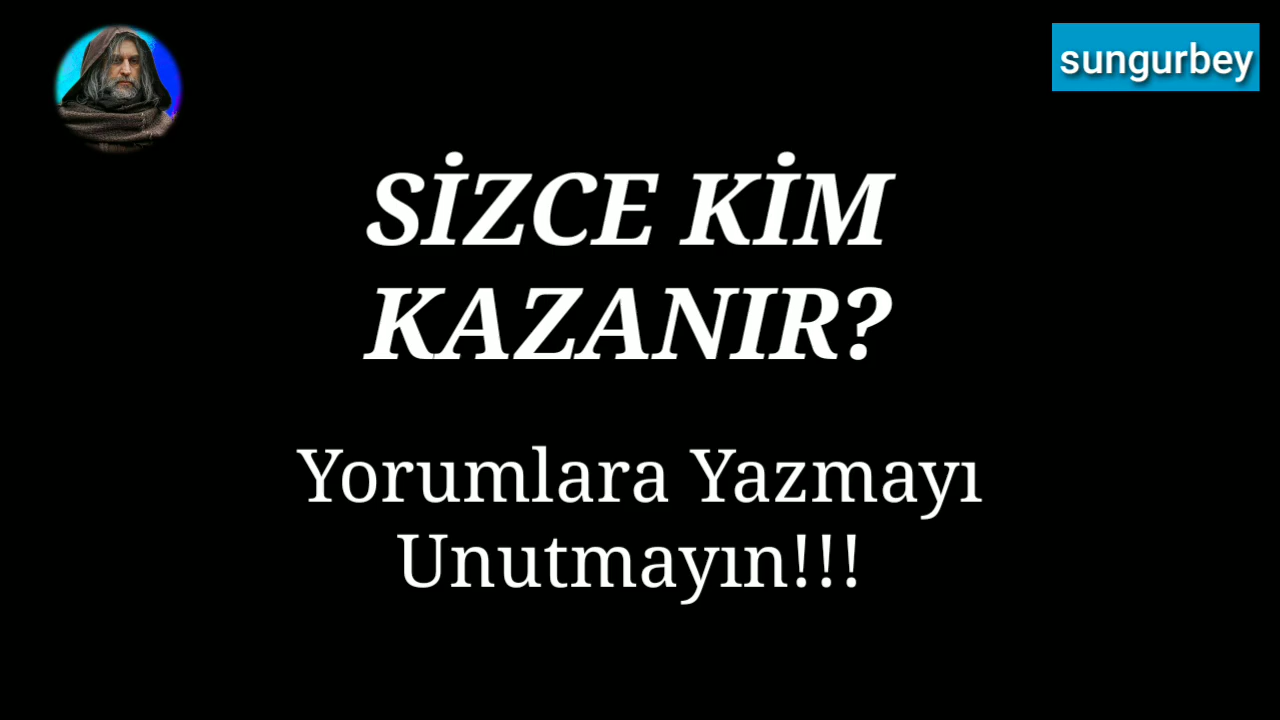 sungurbey
SİZCE KİM
KAZANIR?
Yorumlara Yazmayı
Unutmayın!!!